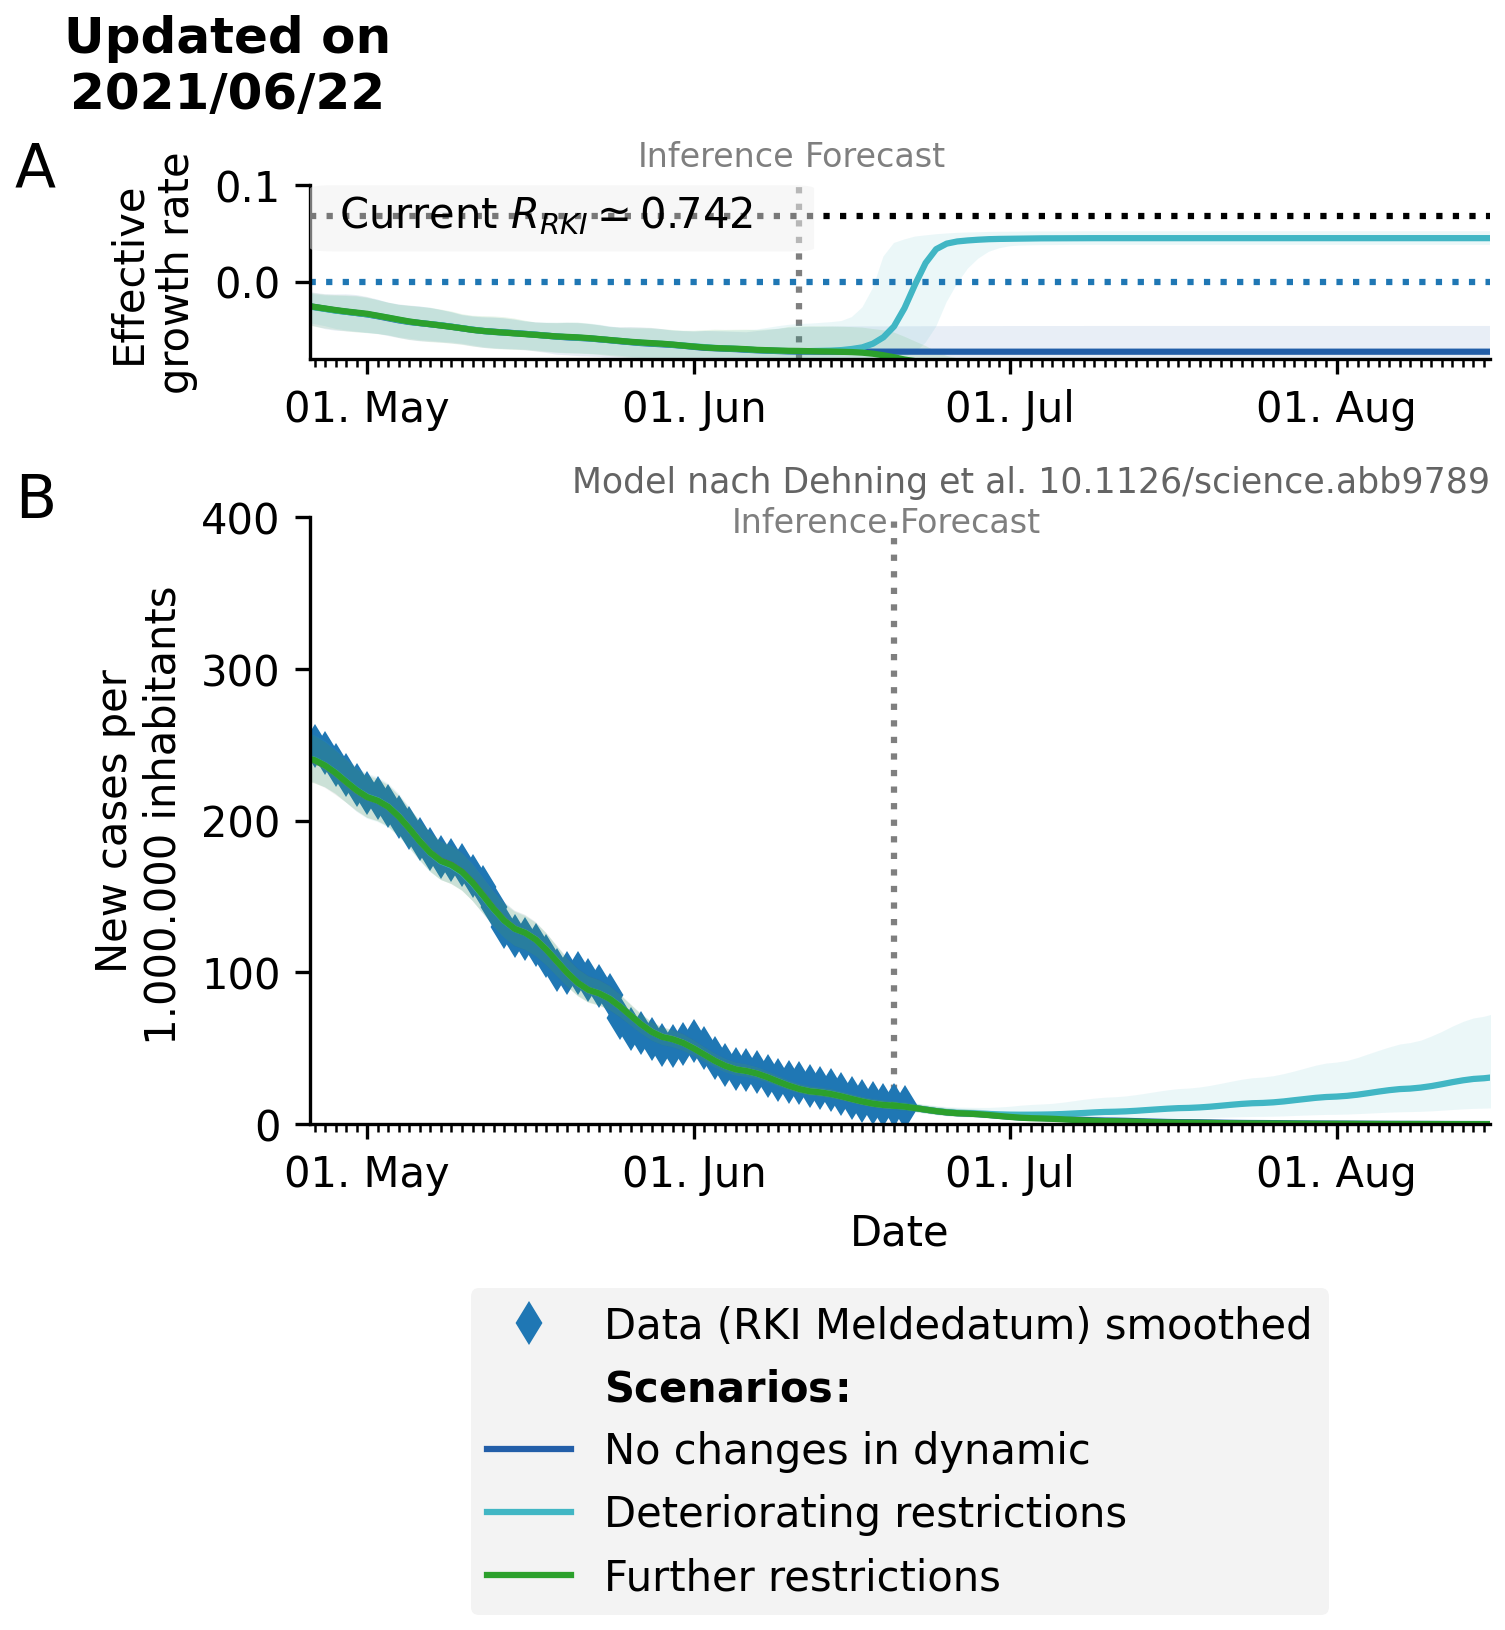 Updated on
2021/06/22
A
Inference Forecast
Effective
growth rate
0.1
0.0
Current R_RKI ≃ 0.742
01. May 01. Jun 01. Jul 01. Aug
B
Model nach Dehning et al. 10.1126/science.abb9789
Inference Forecast
New cases per
1.000.000 inhabitants
400
300
200
100
0
01. May 01. Jun 01. Jul 01. Aug
Date
Data (RKI Meldedatum) smoothed
Scenarios:
No changes in dynamic
Deteriorating restrictions
Further restrictions